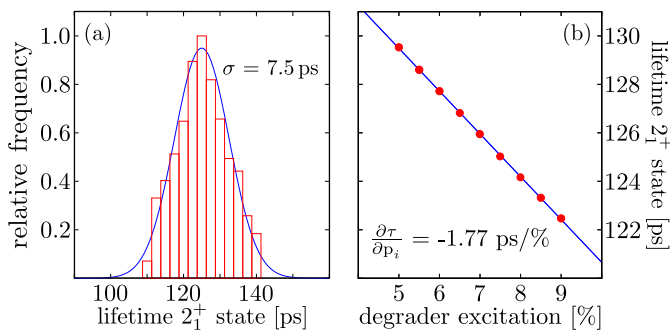 (a)
σ = 7.5 ps
relative frequency
1.0
0.8
0.6
0.4
0.2
100
120
140
lifetime 2₁⁺ state [ps]
(b)
∂τ/∂pᵢ = -1.77 ps/%
5
6
7
8
9
degrader excitation [%]
130
128
126
124
122
lifetime 2₁⁺ state [ps]